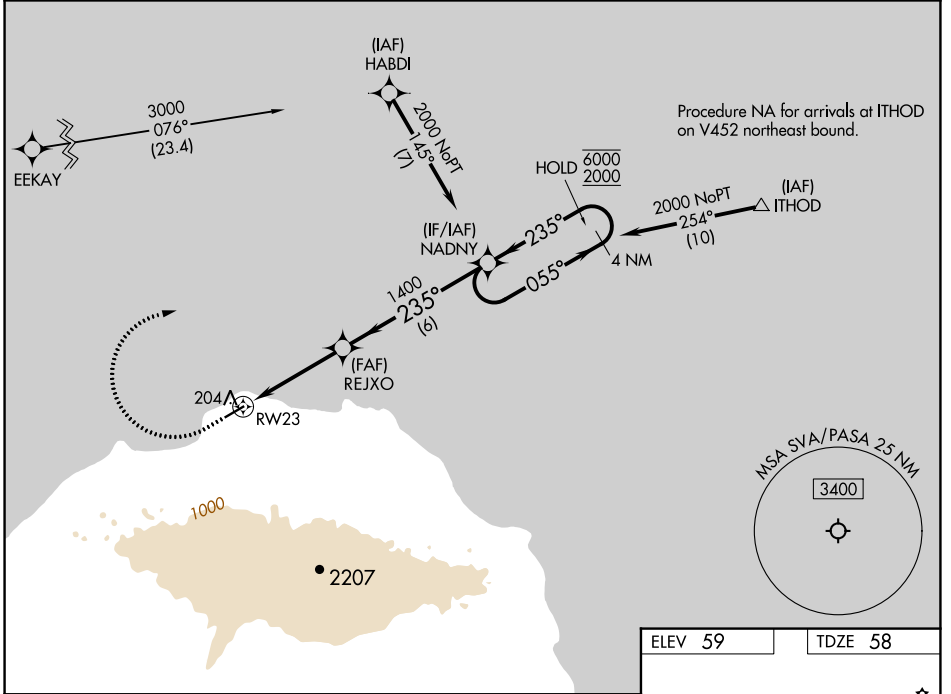 (IAF)
HABDI
3000
076°
(23.4)
EEKAY
2000 NoPT
145°
(7)
Procedure NA for arrivals at ITHOD
on V452 northeast bound.
HOLD
6000
2000
(IAF)
ITHOD
2000 NoPT
254°
(10)
(IF/IAF)
NADNY
235°
055°
4 NM
1400
235°
(6)
(FAF)
REJXO
204
RW23
1000
2207
MSA SVA/PASA 25 NM
3400
ELEV 59
TDZE 58